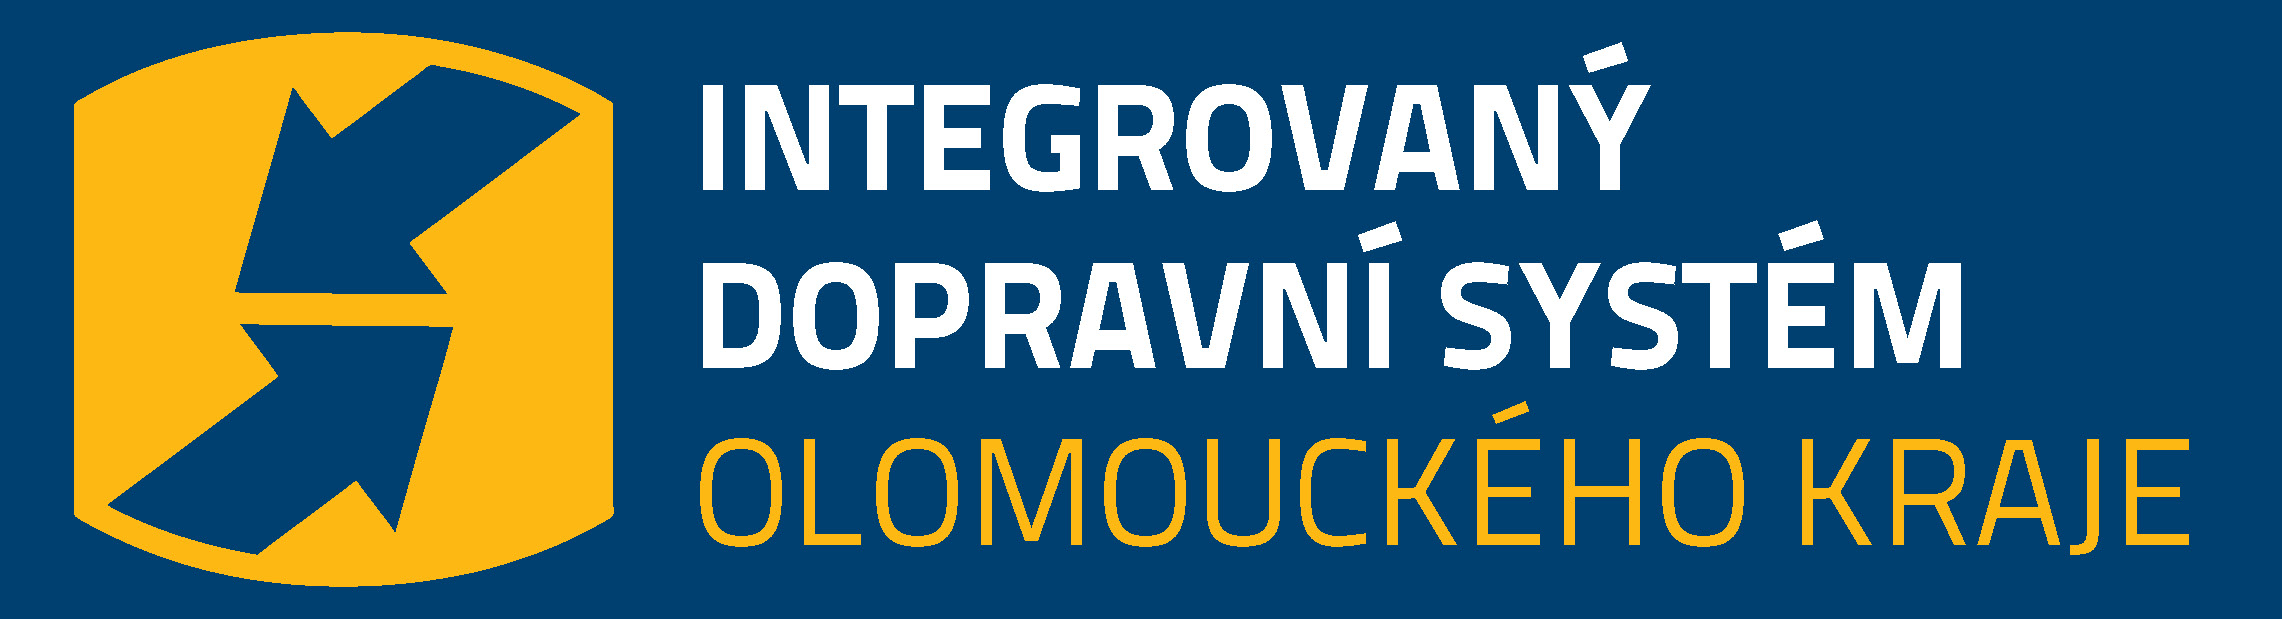 INTEGROVANÝ
DOPRAVNÍ SYSTÉM
OLOMOUCKÉHO KRAJE